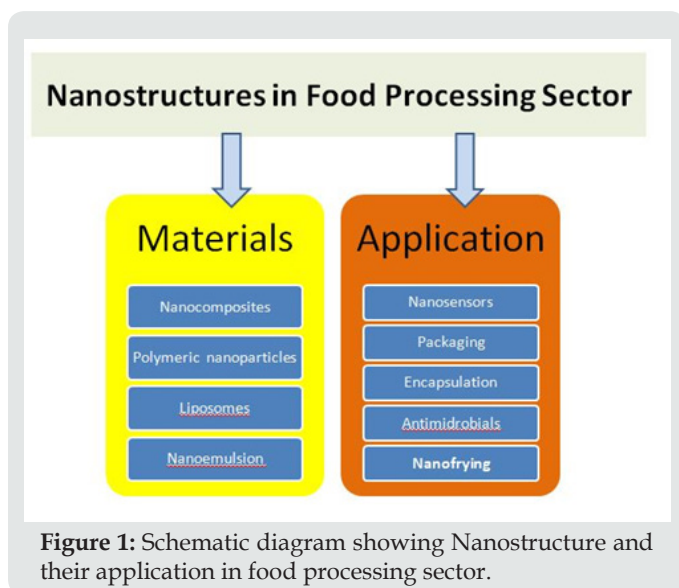 Nanostructures in Food Processing Sector
Materials
Nanocomposites
Polymeric nanoparticles
Liposomes
Nanoemulsion
Application
Nanosensors
Packaging
Encapsulation
Antimidrobials
Nanofrying
Figure 1: Schematic diagram showing Nanostructure and
their application in food processing sector.